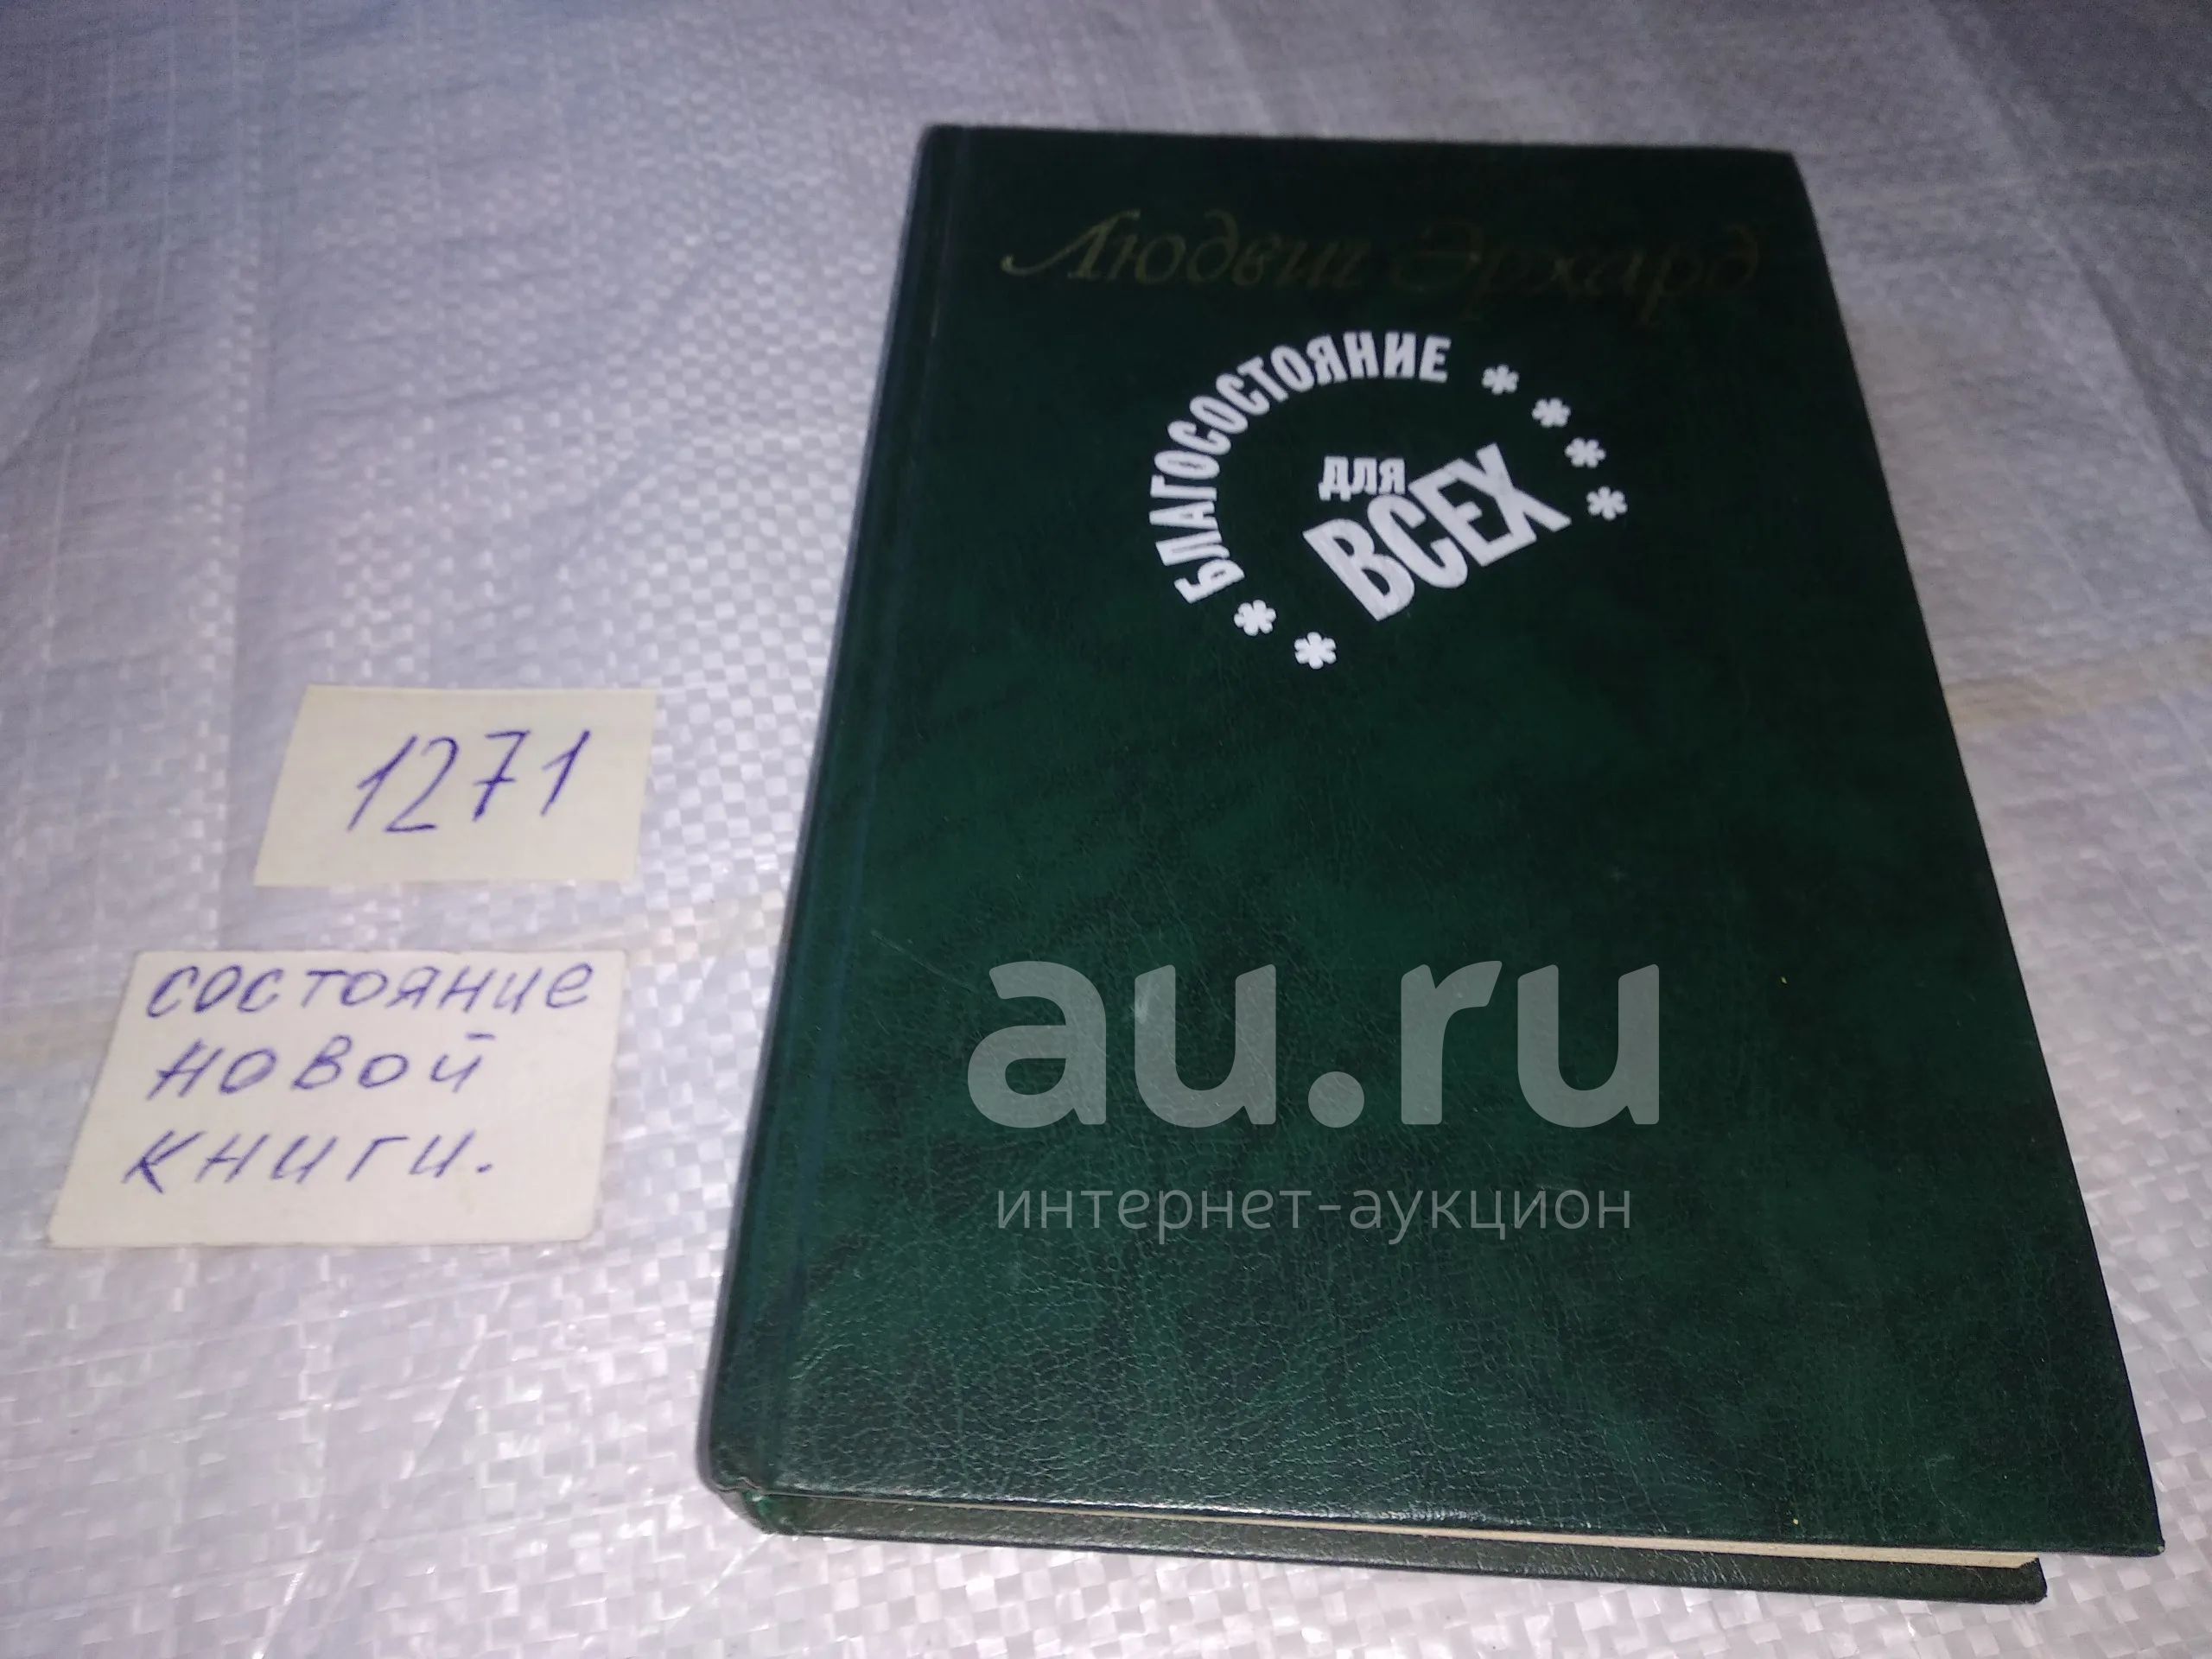 Людвиг Эрхард
БЛАГОСОСТОЯНИЕ
ДЛЯ
ВСЕХ
1271
состояние
новой
книги.
au.ru
интернет-аукцион